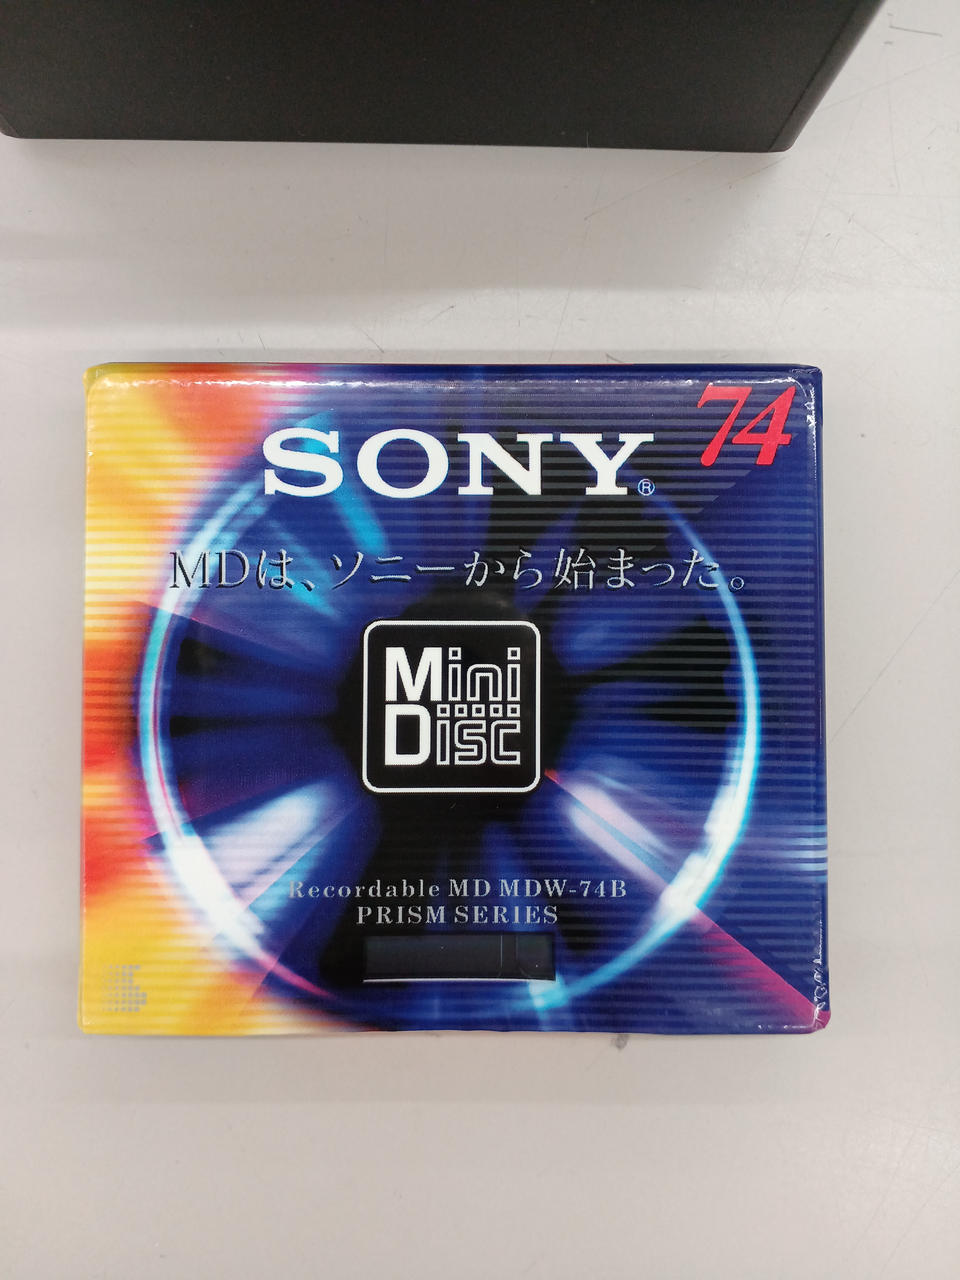 74
SONY®
MDは、ソニーから始まった。
Mini
Disc
Recordable MD MDW-74B
PRISM SERIES